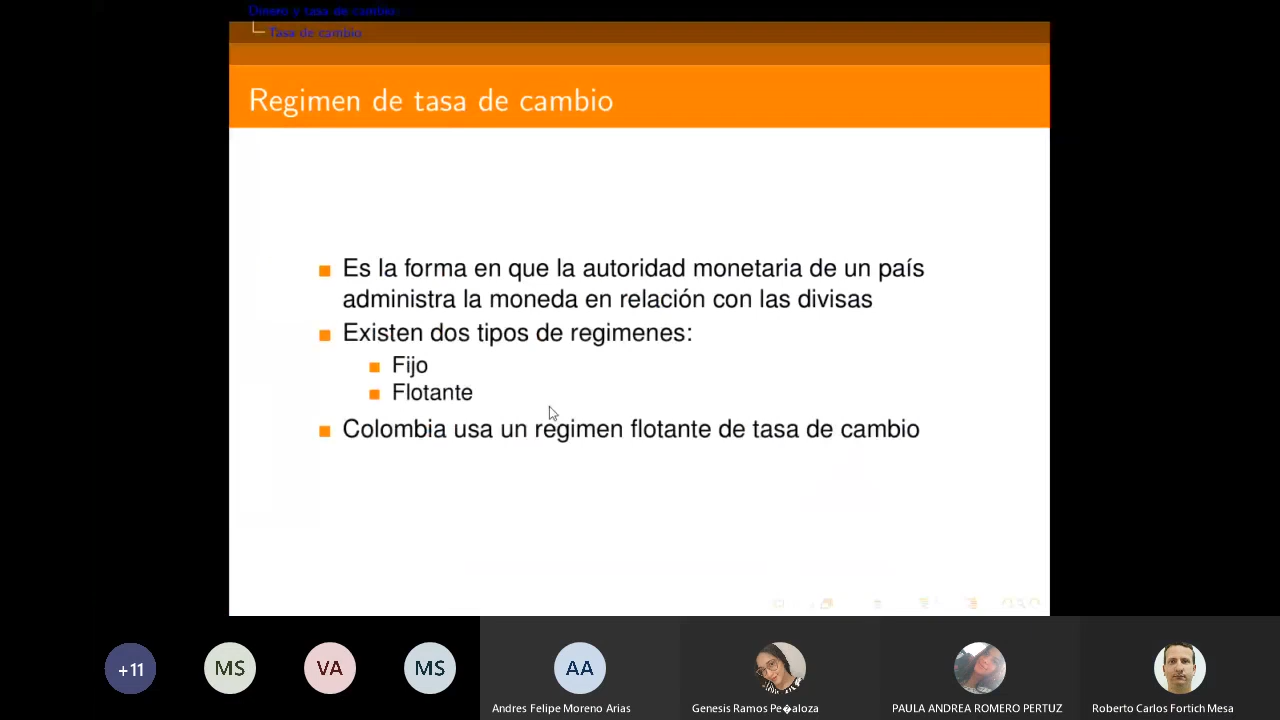 Dinero y tasa de cambio
Tasa de cambio
Regimen de tasa de cambio
Es la forma en que la autoridad monetaria de un país
administra la moneda en relación con las divisas
Existen dos tipos de regimenes:
Fijo
Flotante
Colombia usa un regimen flotante de tasa de cambio
+11
MS
VA
MS
AA
Andres Felipe Moreno Arias
Genesis Ramos Pe�aloza
PAULA ANDREA ROMERO PERTUZ
Roberto Carlos Fortich Mesa